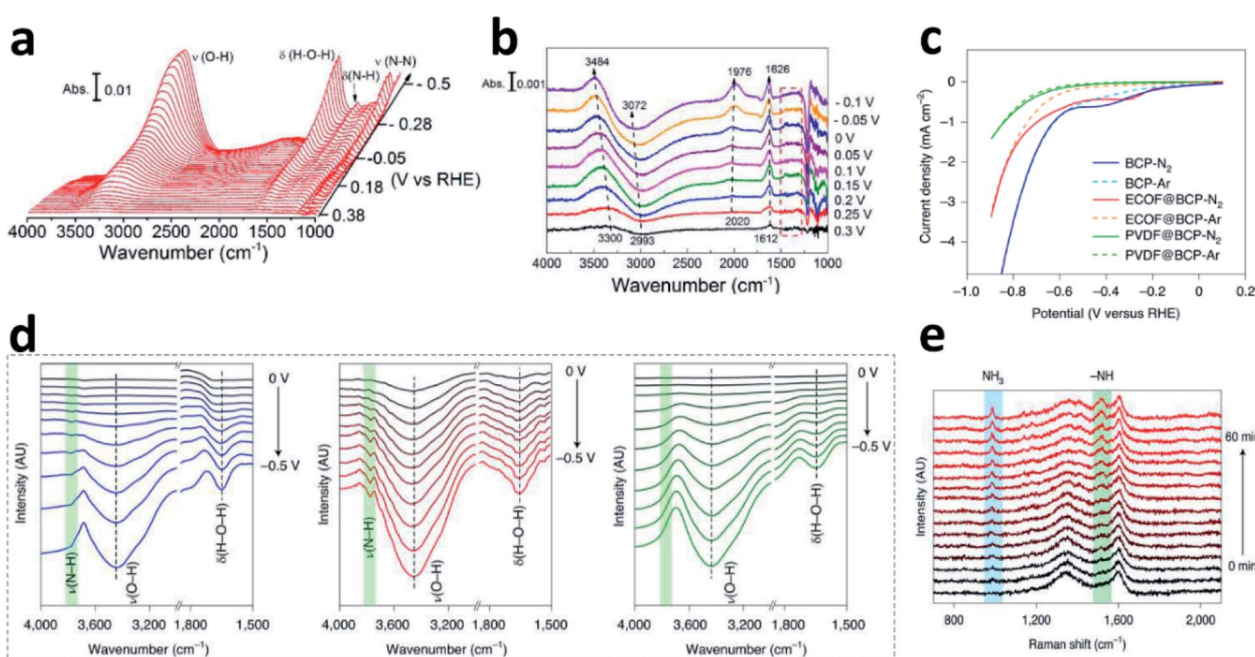 a
ν (O-H)
δ (H-O-H)
δ(N-H)
ν (N-N)
Abs.
0.01
- 0.5
- 0.28
-0.05
0.18
0.38
(V vs RHE)
4000 3500 3000 2500 2000 1500 1000
Wavenumber (cm⁻¹)
b
Abs.
0.001
3484
3072
1976
1626
- 0.1 V
- 0.05 V
0 V
0.05 V
0.1 V
0.15 V
0.2 V
0.25 V
0.3 V
3300
2993
2020
1612
4000 3500 3000 2500 2000 1500 1000
Wavenumber (cm⁻¹)
c
Current density (mA cm⁻²)
0
−1
−2
−3
−4
BCP-N₂
BCP-Ar
ECOF@BCP-N₂
ECOF@BCP-Ar
PVDF@BCP-N₂
PVDF@BCP-Ar
−1.0 −0.8 −0.6 −0.4 −0.2 0 0.2
Potential (V versus RHE)
d
Intensity (AU)
0 V
−0.5 V
ν(N–H)
ν(O–H)
δ(H–O–H)
4,000 3,200 1,800 1,500
Wavenumber (cm⁻¹)
Intensity (AU)
0 V
−0.5 V
ν(N–H)
ν(O–H)
δ(H–O–H)
4,000 3,200 1,800 1,500
Wavenumber (cm⁻¹)
Intensity (AU)
0 V
−0.5 V
ν(O–H)
δ(H–O–H)
4,000 3,200 1,800 1,500
Wavenumber (cm⁻¹)
e
NH₃
–NH
Intensity (AU)
60 min
0 min
800 1,200 1,600 2,000
Raman shift (cm⁻¹)